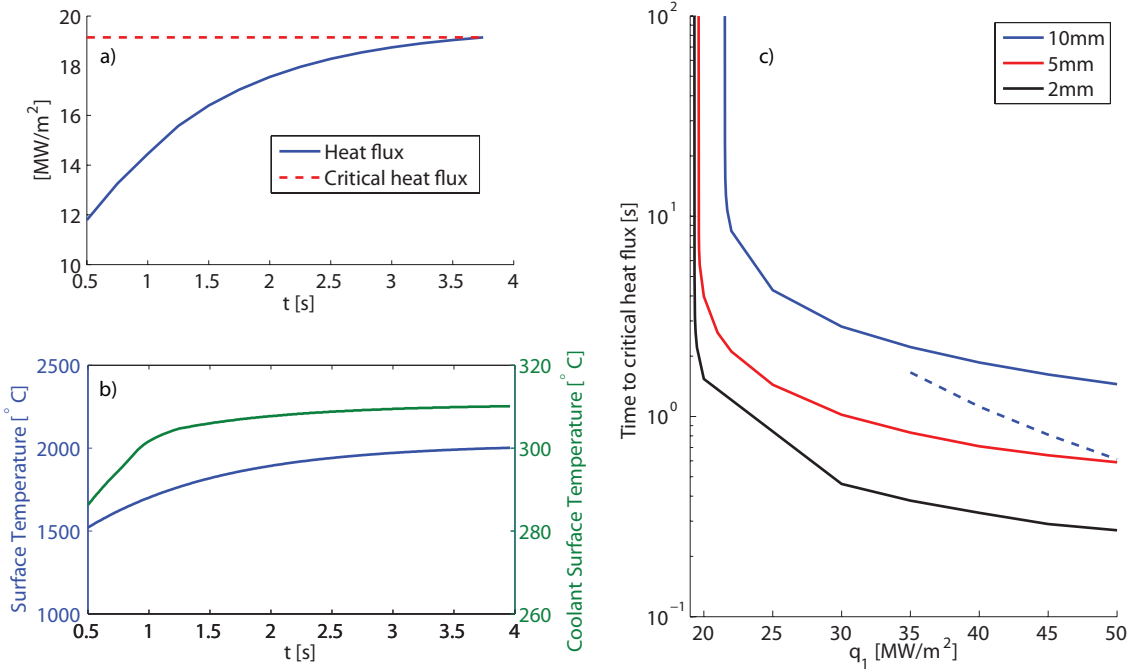 a)
20
18
16
14
12
10
[MW/m²]
Heat flux
Critical heat flux
0.5 1 1.5 2 2.5 3 3.5 4
t [s]
b)
2500
2000
1500
1000
Surface Temperature [°C]
320
300
280
260
Coolant Surface Temperature [°C]
0.5 1 1.5 2 2.5 3 3.5 4
t [s]
c)
10mm
5mm
2mm
10²
10¹
10⁰
10⁻¹
Time to critical heat flux [s]
20 25 30 35 40 45 50
q₁ [MW/m²]